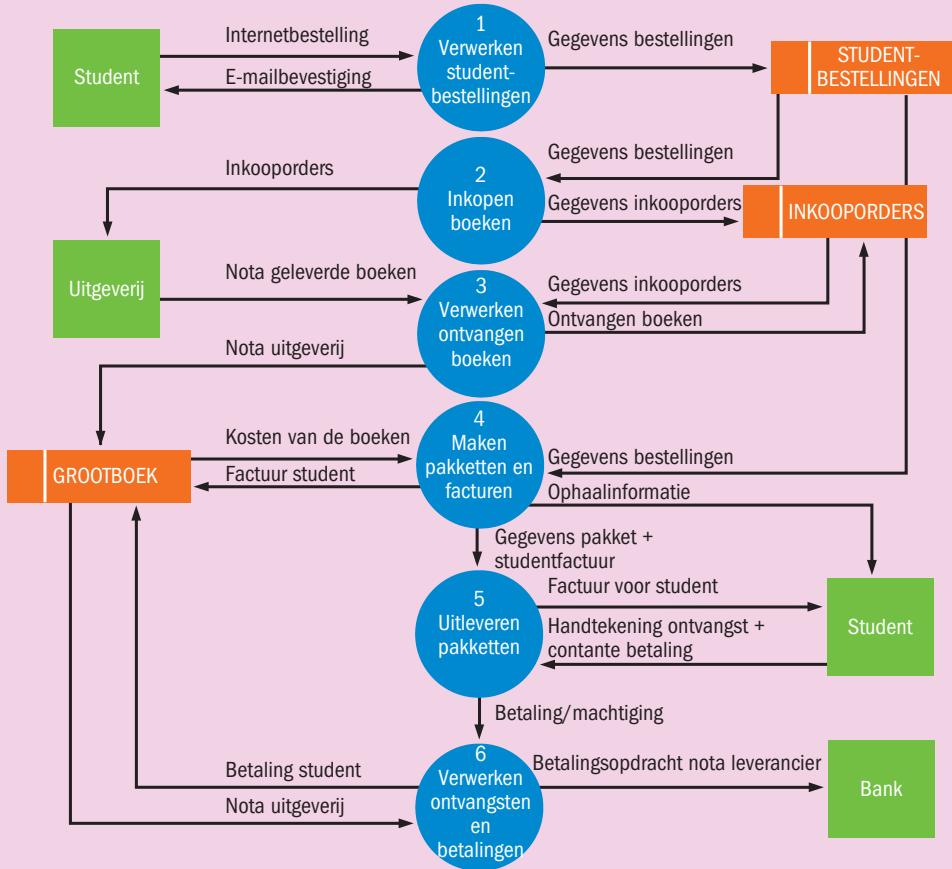 Student
Internetbestelling
E-mailbevestiging
1
Verwerken
student-
bestellingen
Gegevens bestellingen
STUDENT-
BESTELLINGEN
Inkooporders
2
Inkopen
boeken
Gegevens bestellingen
Gegevens inkooporders
INKOOPORDERS
Uitgeverij
Nota geleverde boeken
3
Verwerken
ontvangen
boeken
Gegevens inkooporders
Ontvangen boeken
Nota uitgeverij
GROOTBOEK
Kosten van de boeken
Factuur student
4
Maken
pakketten en
facturen
Gegevens bestellingen
Ophaalinformatie
Gegevens pakket +
studentfactuur
5
Uitleveren
pakketten
Factuur voor student
Handtekening ontvangst +
contante betaling
Student
Betaling/machtiging
Betaling student
Nota uitgeverij
6
Verwerken
ontvangsten
en
betalingen
Betalingsopdracht nota leverancier
Bank